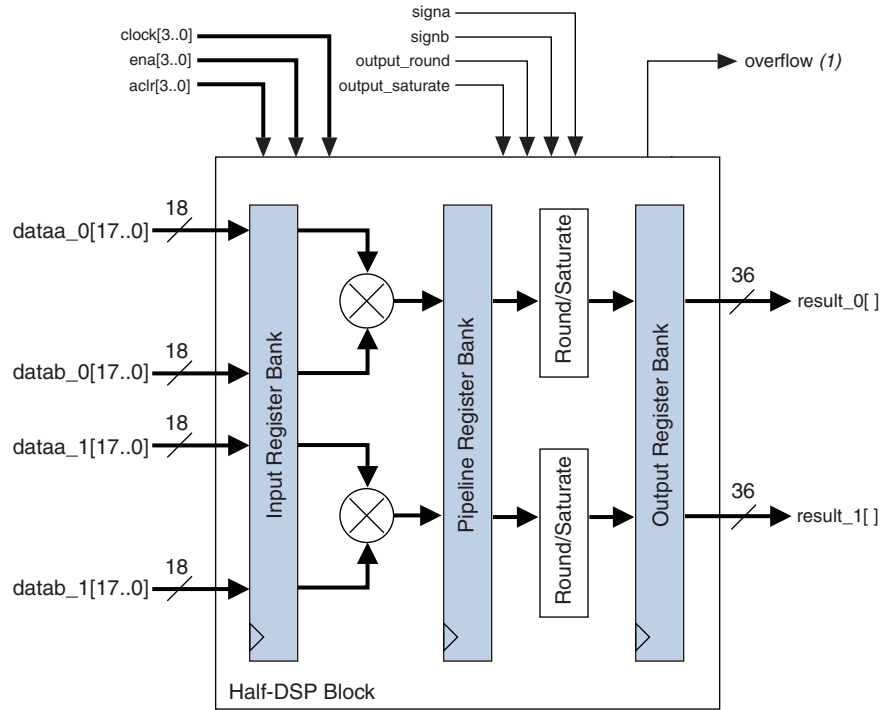 signa
clock[3..0]
signb
ena[3..0]
output_round
overflow (1)
aclr[3..0]
output_saturate
18
dataa_0[17..0]
36
result_0[ ]
18
datab_0[17..0]
18
dataa_1[17..0]
36
result_1[ ]
18
datab_1[17..0]
Input Register Bank
Pipeline Register Bank
Round/Saturate
Round/Saturate
Output Register Bank
Half-DSP Block